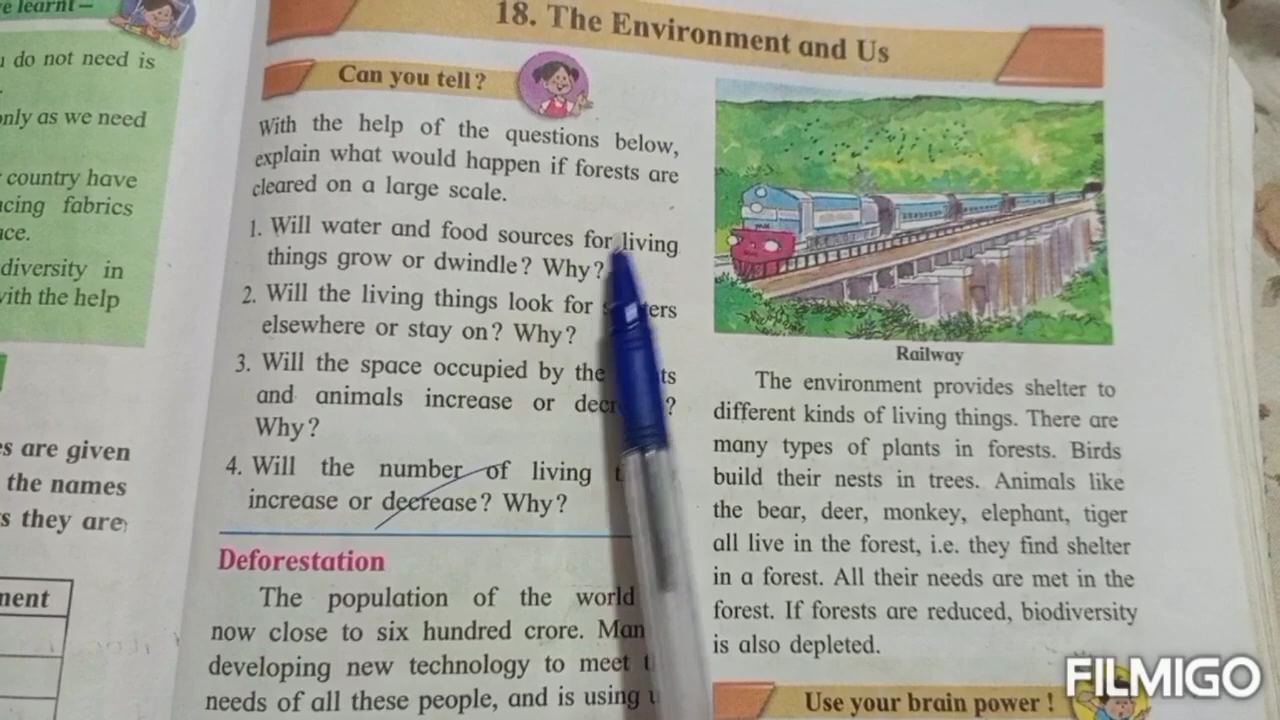 e learnt –
do not need is
only as we need
country have
ucing fabrics
ace.
diversity in
with the help
s are given
the names
s they are
ment
18. The Environment and Us
Can you tell?
With the help of the questions below,
explain what would happen if forests are
cleared on a large scale.
1. Will water and food sources for living
things grow or dwindle? Why?
2. Will the living things look for
elsewhere or stay on? Why?
3. Will the space occupied by the
and animals increase or
Why?
4. Will the number of living
increase or decrease? Why?
Deforestation
The population of the world
now close to six hundred crore. Man
developing new technology to meet
needs of all these people, and is using
Railway
The environment provides shelter to
different kinds of living things. There are
many types of plants in forests. Birds
build their nests in trees. Animals like
the bear, deer, monkey, elephant, tiger
all live in the forest, i.e. they find shelter
in a forest. All their needs are met in the
forest. If forests are reduced, biodiversity
is also depleted.
Use your brain power !
FILMIGO